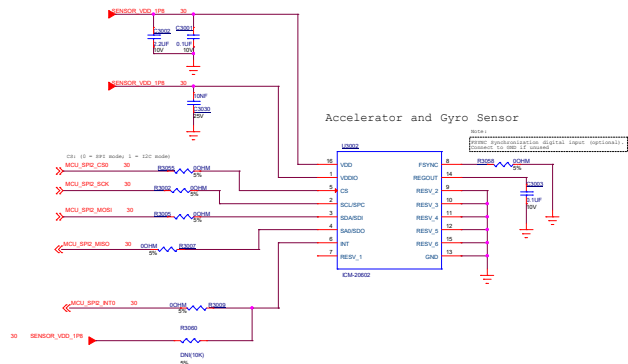 SENSOR_VDD_1P8 30
C3002 C3001
2.2UF 0.1UF
10V 10V
SENSOR_VDD_1P8 30
10NF
C3030
25V
Accelerator and Gyro Sensor
Note:
FSYNC Synchronization digital input (optional).
Connect to GND if unused
CS: (0 = SPI mode; 1 = I2C mode)
U3002
MCU_SPI2_CS0 30 R3055 0OHM 5%
MCU_SPI2_SCK 30 R3002 0OHM 5%
MCU_SPI2_MOSI 30 R3005 0OHM 5%
MCU_SPI2_MISO 30 0OHM R3007 5%
16 VDD FSYNC 8 R3058 0OHM 5%
1 VDDIO REGOUT 14 C3003
5 CS RESV_2 9 0.1UF
2 SCL/SPC RESV_3 10 10V
3 SDA/SDI RESV_4 11
4 SA0/SDO RESV_5 12
6 INT RESV_6 15
7 RESV_1 GND 13
ICM-20602
MCU_SPI2_INT0 30 0OHM R3009 5%
R3060
30 SENSOR_VDD_1P8
DNI(10K)
5%